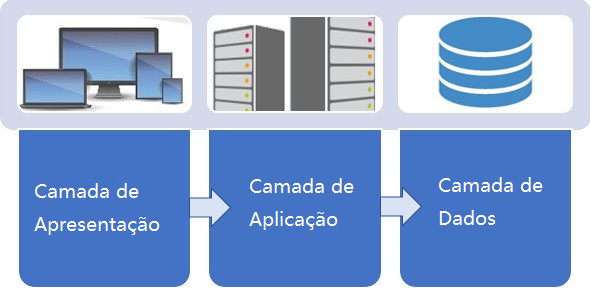 Camada de
Apresentação
Camada de
Aplicação
Camada de
Dados